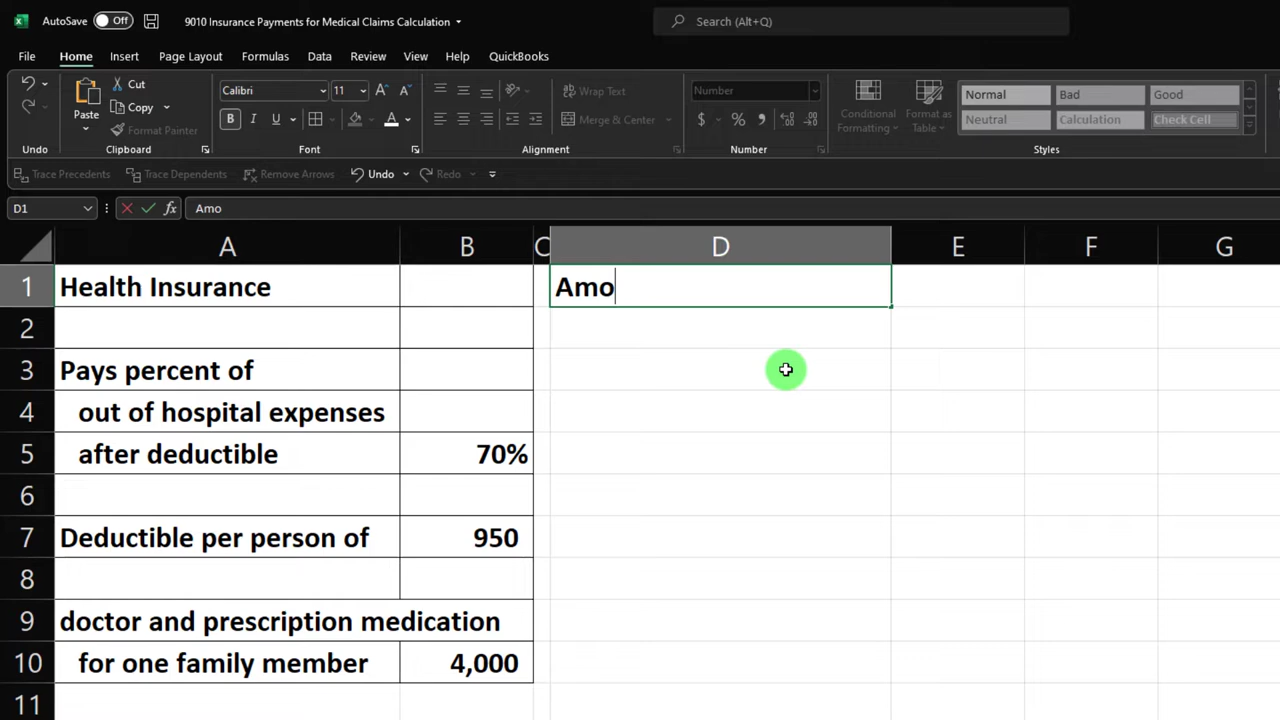 AutoSave Off 9010 Insurance Payments for Medical Claims Calculation Search (Alt+Q)
File Home Insert Page Layout Formulas Data Review View Help QuickBooks
Undo
Paste Cut Copy Format Painter
Clipboard
Calibri 11 A A B I U A
Font
Wrap Text
Merge & Center
Alignment
Number
$ % ,
Number
Conditional Formatting
Format as Table
Normal Bad Good
Neutral Calculation Check Cell
Styles
Trace Precedents Trace Dependents Remove Arrows Undo Redo
D1 fx Amo
A B C D E F G
1 Health Insurance Amo
2
3 Pays percent of
4 out of hospital expenses
5 after deductible 70%
6
7 Deductible per person of 950
8
9 doctor and prescription medication
10 for one family member 4,000
11